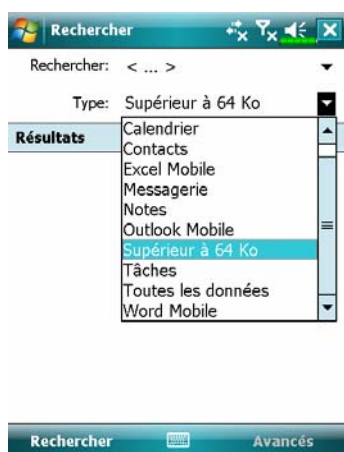 Rechercher
Rechercher: < ... >
Type: Supérieur à 64 Ko
Résultats
Calendrier
Contacts
Excel Mobile
Messagerie
Notes
Outlook Mobile
Supérieur à 64 Ko
Tâches
Toutes les données
Word Mobile
Rechercher Avancés